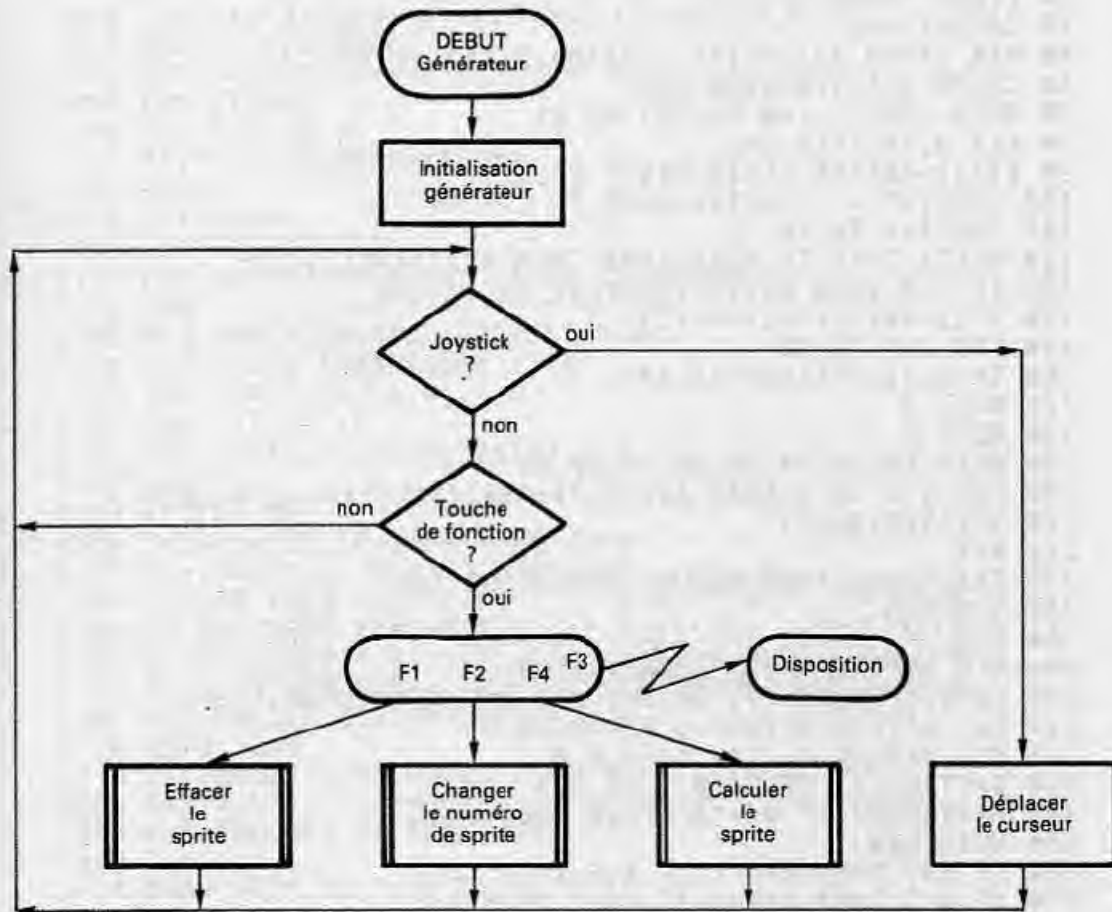 DEBUT
Générateur
Initialisation
générateur
Joystick
?
oui
non
Touche
de fonction
?
non
oui
F1 F2 F4 F3
Disposition
Effacer
le
sprite
Changer
le numéro
de sprite
Calculer
le
sprite
Déplacer
le curseur